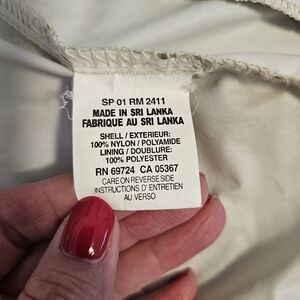 SP 01 RM 2411
MADE IN SRI LANKA
FABRIQUE AU SRI LANKA
SHELL / EXTERIEUR:
100% NYLON / POLYAMIDE
LINING / DOUBLURE:
100% POLYESTER
RN 69724 CA 05367
CARE ON REVERSE SIDE
INSTRUCTIONS D' ENTRETIEN
AU VERSO